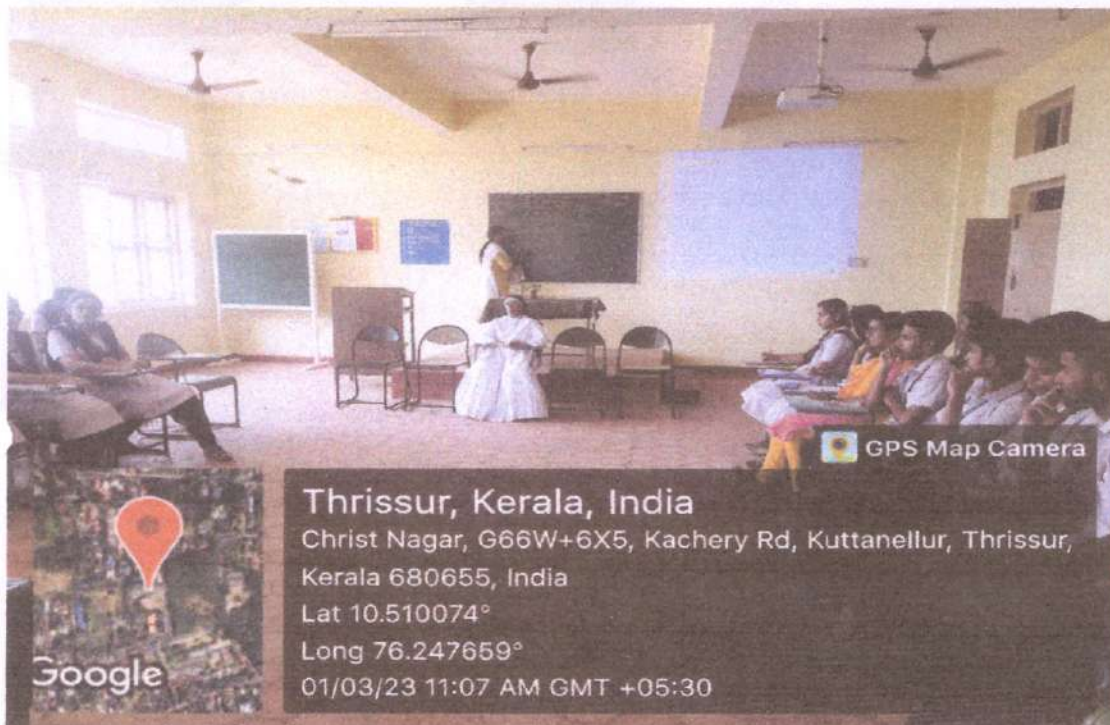 GPS Map Camera
Thrissur, Kerala, India
Christ Nagar, G66W+6X5, Kachery Rd, Kuttanellur, Thrissur,
Kerala 680655, India
Lat 10.510074°
Long 76.247659°
01/03/23 11:07 AM GMT +05:30
Google